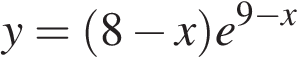 y = (8 − x)e^{9−x}